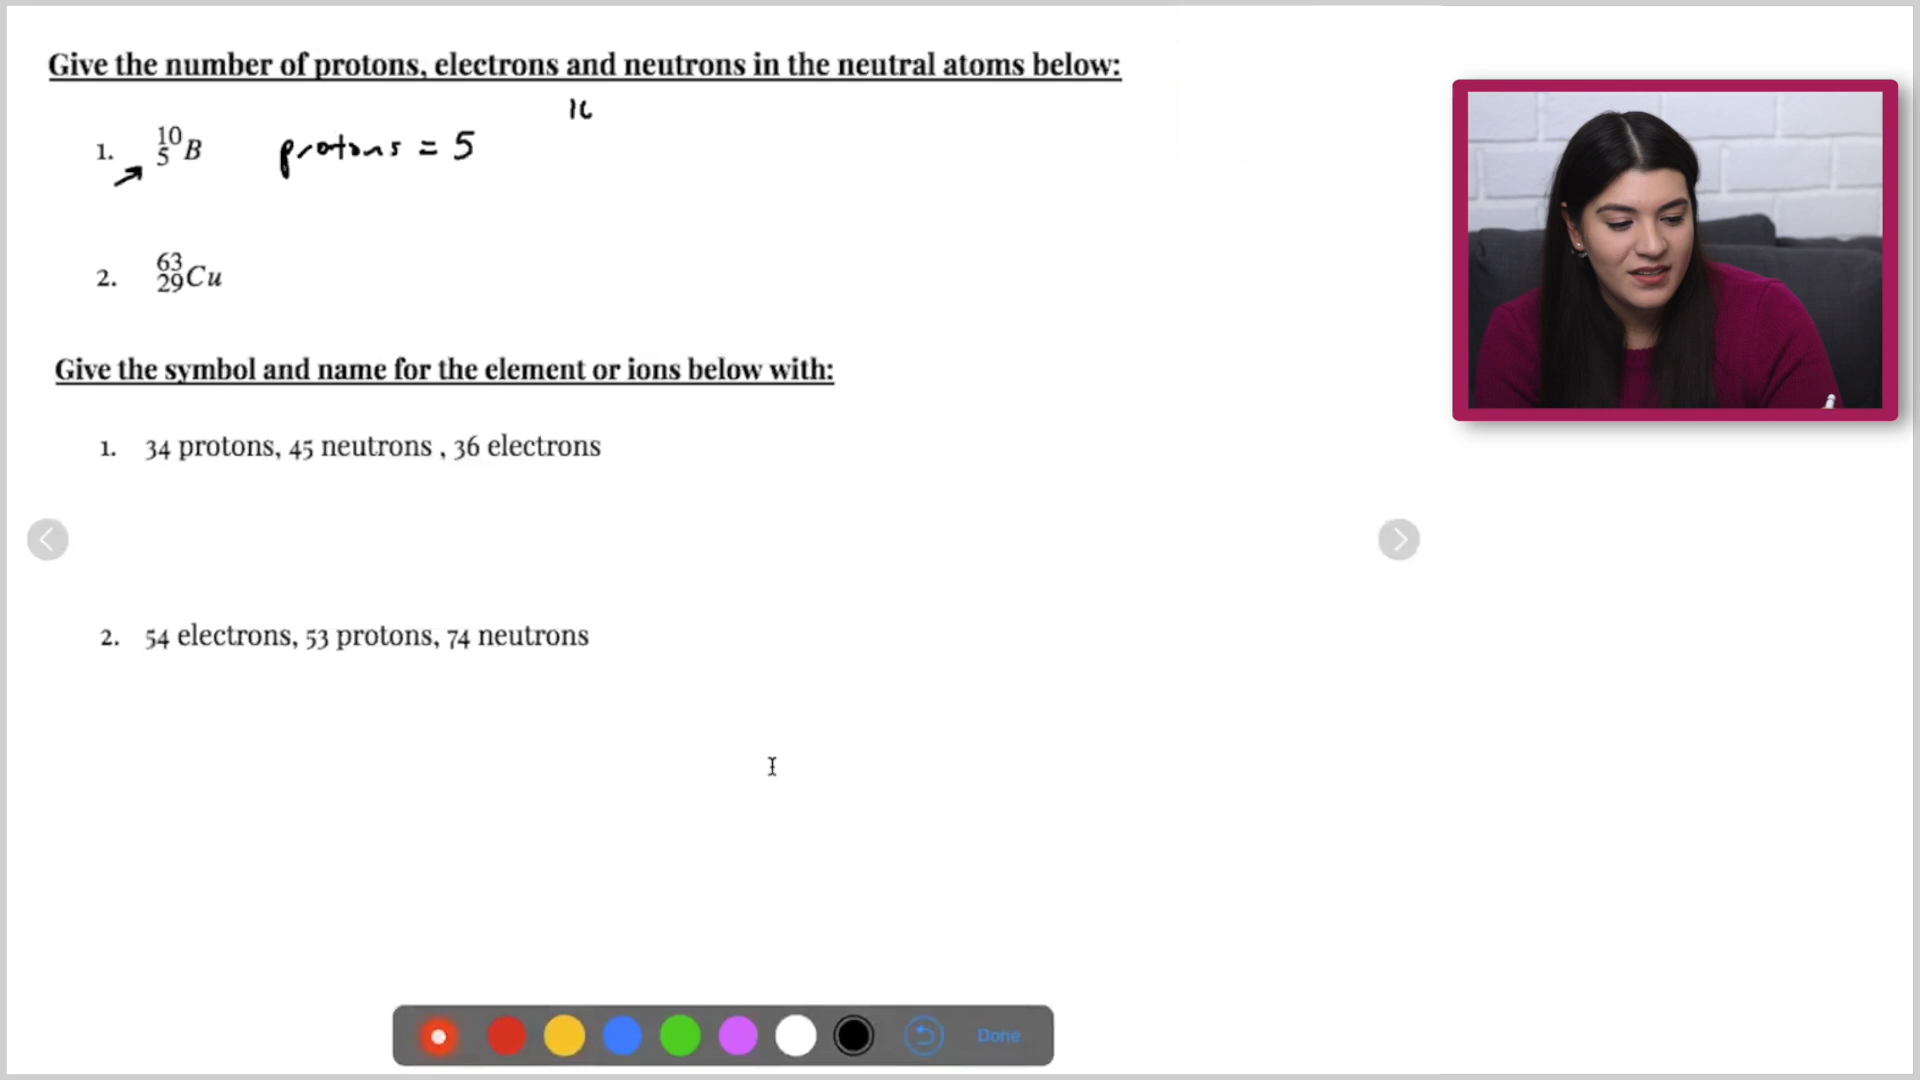 Give the number of protons, electrons and neutrons in the neutral atoms below:
1. ¹⁰₅B protons = 5
2. ⁶³₂₉Cu
Give the symbol and name for the element or ions below with:
1. 34 protons, 45 neutrons , 36 electrons
2. 54 electrons, 53 protons, 74 neutrons
Done